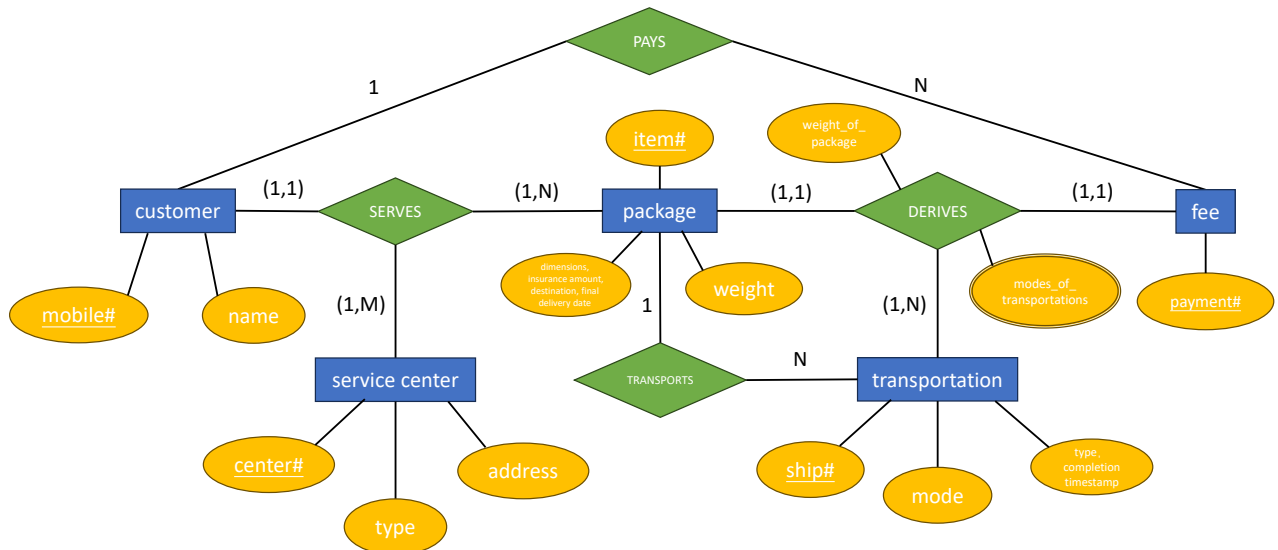 PAYS
1
N
weight_of_
package
item#
(1,1)
(1,N)
(1,1)
(1,1)
customer
SERVES
package
DERIVES
fee
dimensions,
insurance amount,
destination, final
delivery date
weight
modes_of_
transportations
payment#
mobile#
name
(1,M)
1
(1,N)
service center
TRANSPORTS
N
transportation
center#
address
ship#
type,
completion
timestamp
mode
type